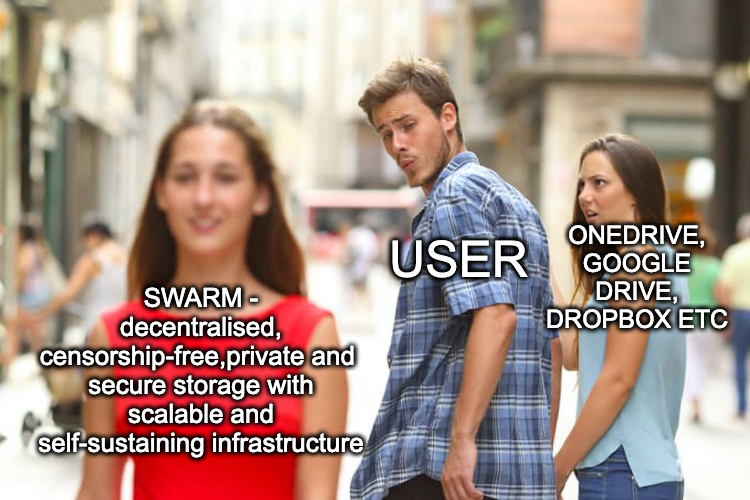 SWARM -
decentralised,
censorship-free,private and
secure storage with
scalable and
self-sustaining infrastructure
USER
ONEDRIVE,
GOOGLE
DRIVE,
DROPBOX ETC